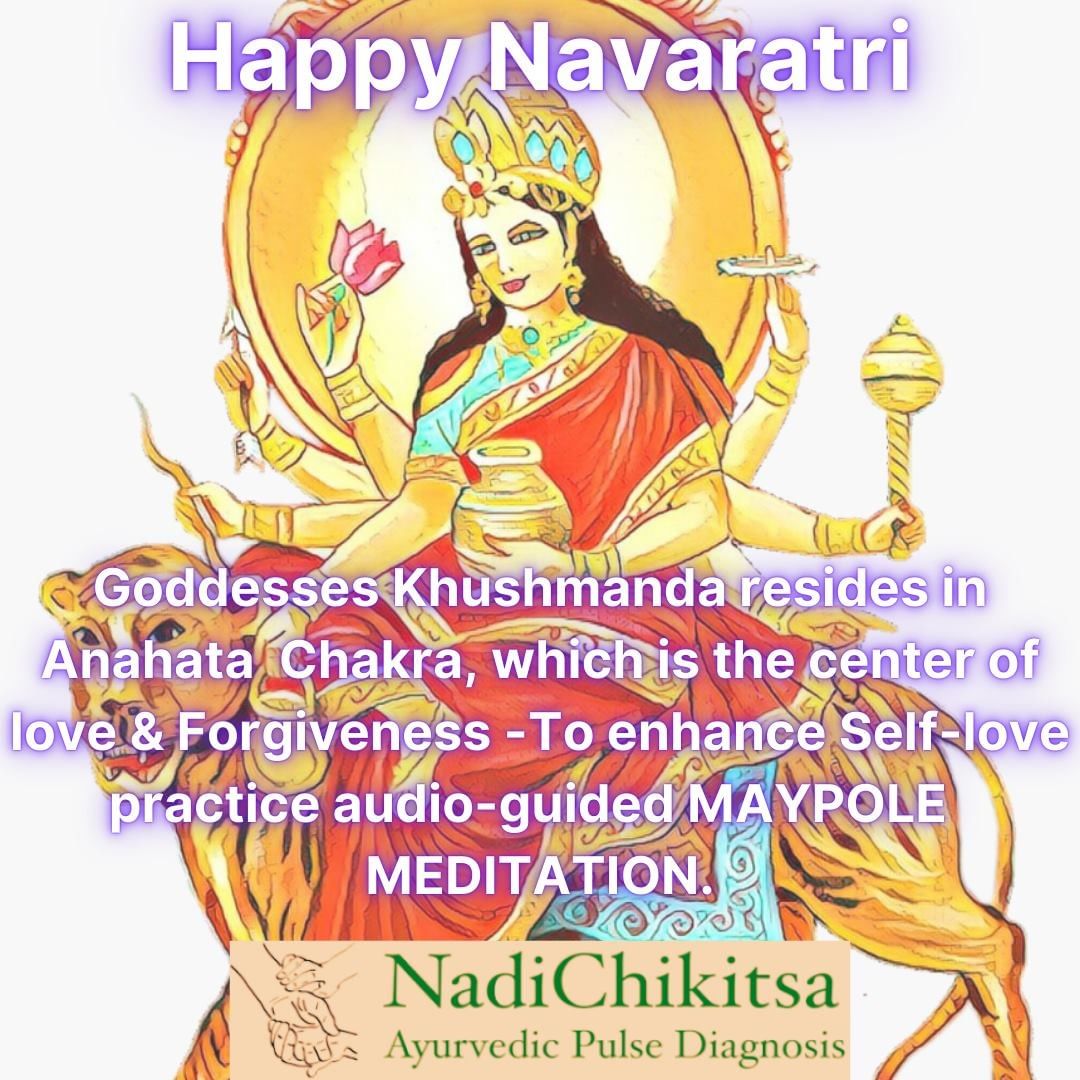 Happy Navaratri
Goddesses Khushmanda resides in
Anahata Chakra, which is the center of
love & Forgiveness -To enhance Self-love
practice audio-guided MAYPOLE
MEDITATION.
NadiChikitsa
Ayurvedic Pulse Diagnosis